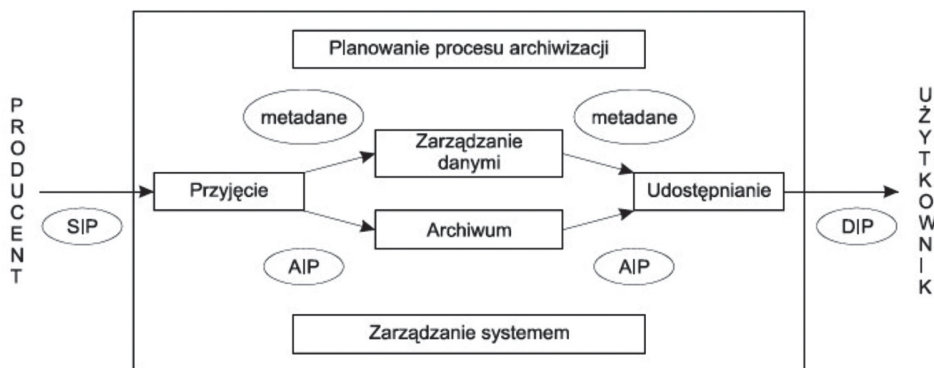 Planowanie procesu archiwizacji
PRODUCENT
metadane
metadane
Zarządzanie
danymi
Przyjęcie
Udostępnianie
SIP
Archiwum
DIP
AIP
AIP
Zarządzanie systemem
UŻYTKOWNIK